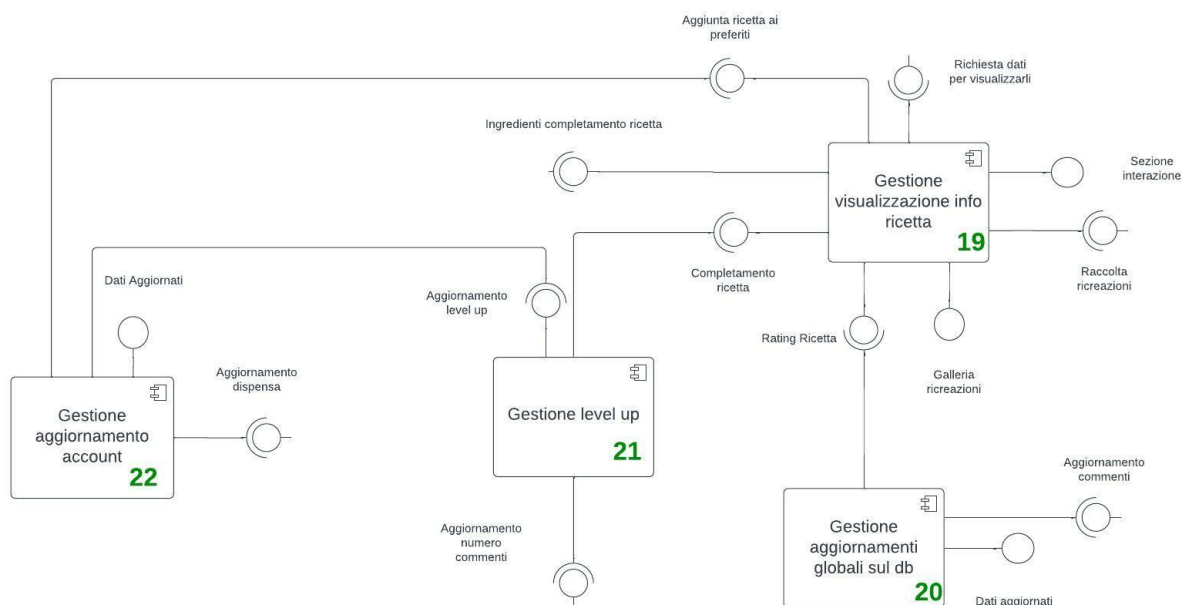 Aggiunta ricetta ai
preferiti
Richiesta dati
per visualizzarli
Ingredienti completamento ricetta
Gestione
visualizzazione info
ricetta
19
Sezione
interazione
Completamento
ricetta
Raccolta
ricreazioni
Dati Aggiornati
Aggiornamento
level up
Rating Ricetta
Galleria
ricreazioni
Aggiornamento
dispensa
Gestione
aggiornamento
account
22
Gestione level up
21
Aggiornamento
commenti
Aggiornamento
numero
commenti
Gestione
aggiornamenti
globali sul db
20
Dati aggiornati